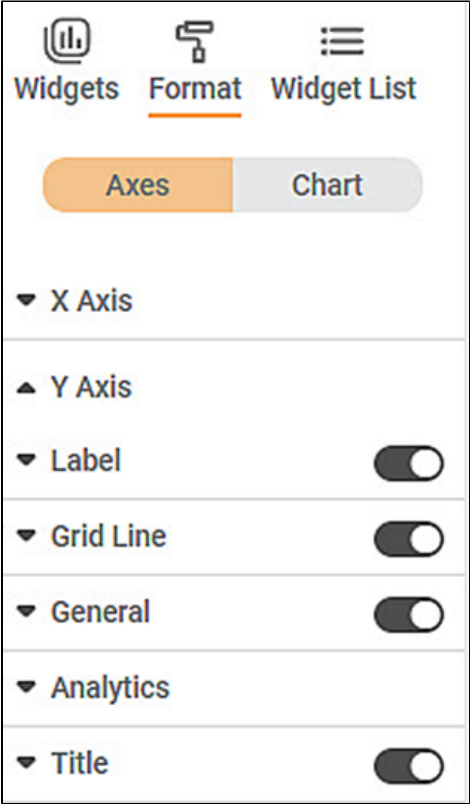 Widgets Format Widget List
Axes Chart
X Axis
Y Axis
Label
Grid Line
General
Analytics
Title